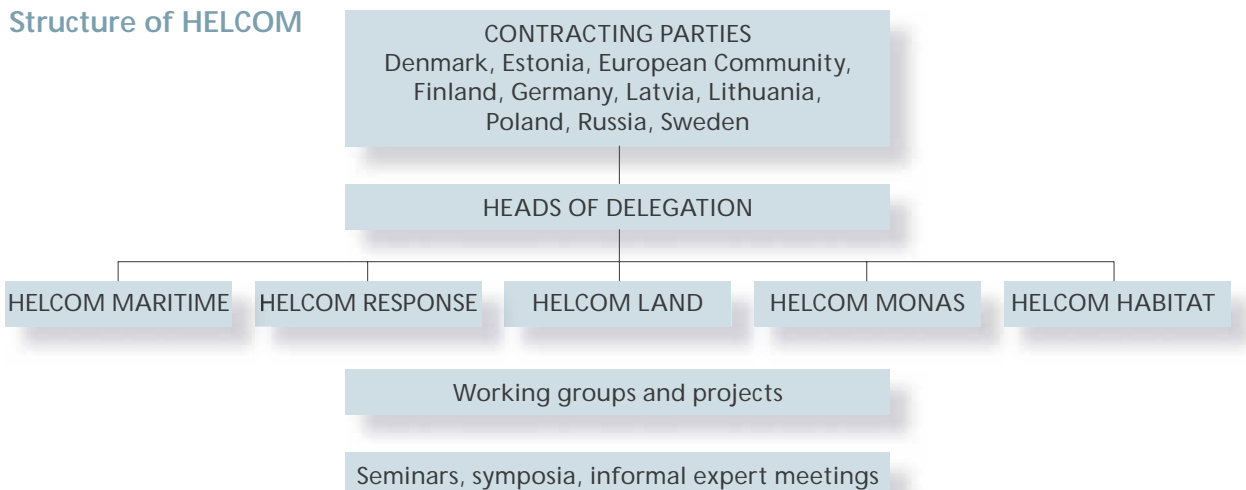 Structure of HELCOM
CONTRACTING PARTIES
Denmark, Estonia, European Community,
Finland, Germany, Latvia, Lithuania,
Poland, Russia, Sweden
HEADS OF DELEGATION
HELCOM MARITIME
HELCOM RESPONSE
HELCOM LAND
HELCOM MONAS
HELCOM HABITAT
Working groups and projects
Seminars, symposia, informal expert meetings